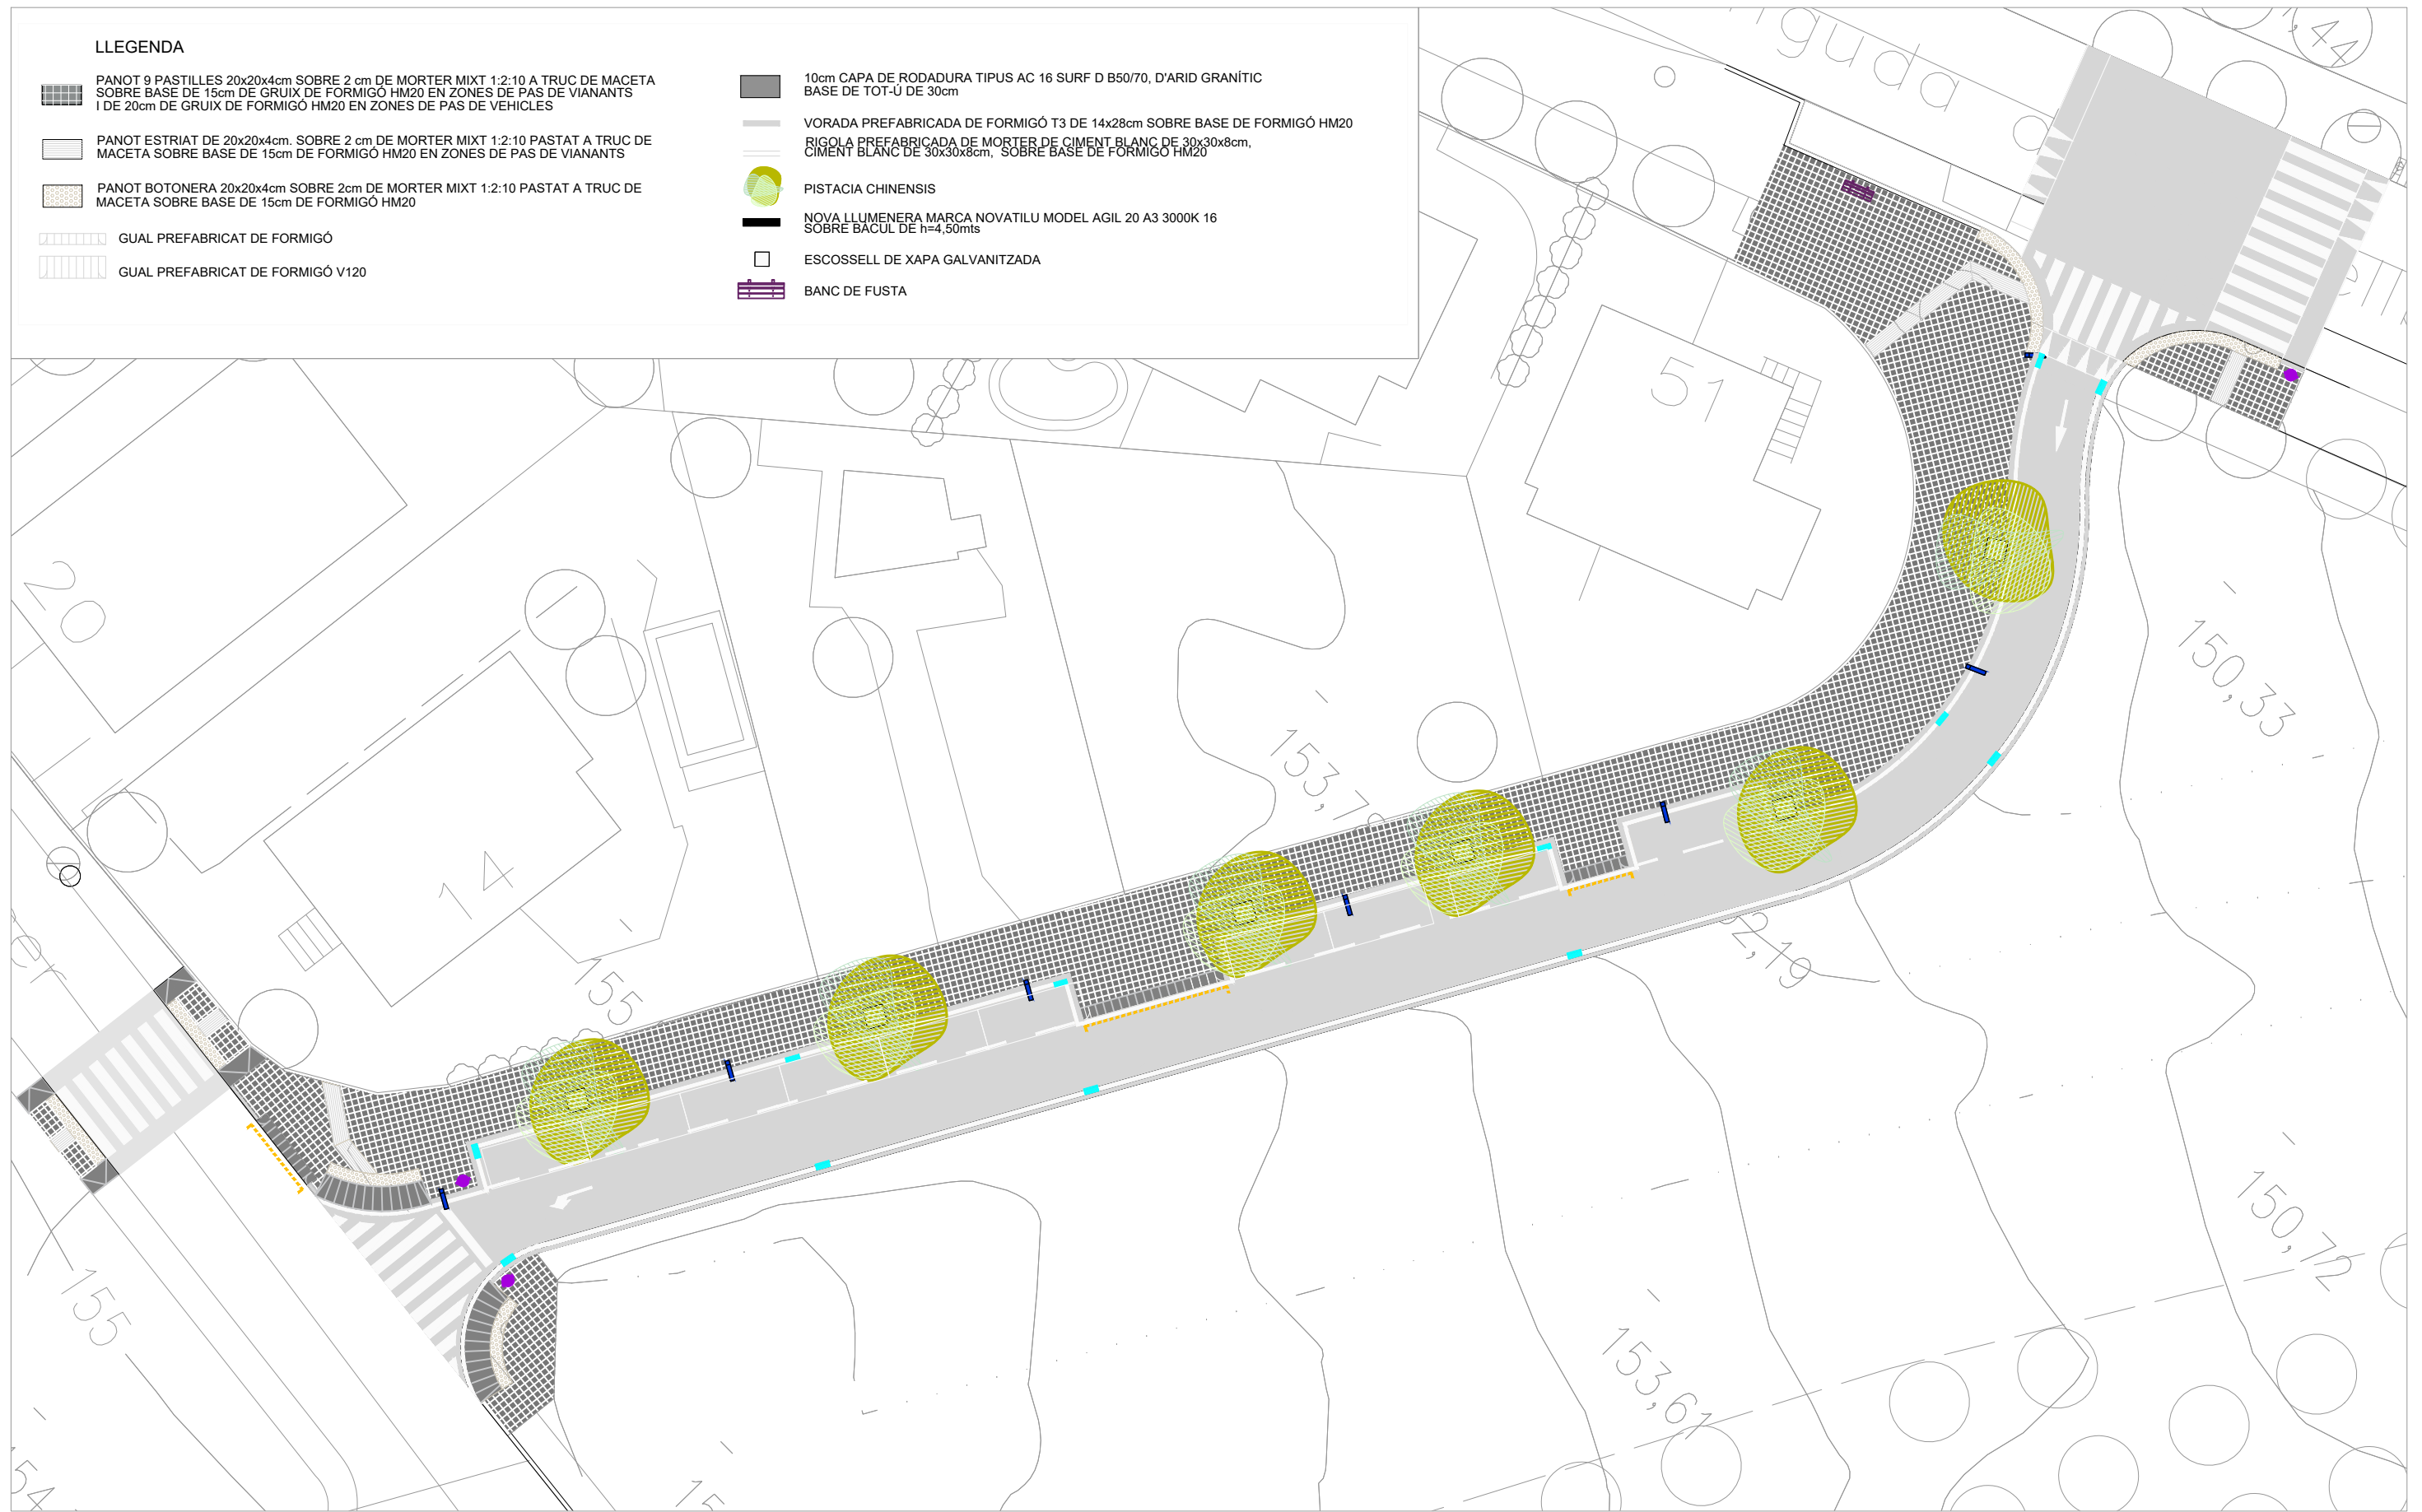 LLEGENDA
PANOT 9 PASTILLES 20x20x4cm SOBRE 2 cm DE MORTER MIXT 1:2:10 A TRUC DE MACETA
SOBRE BASE DE 15cm DE GRUIX DE FORMIGÓ HM20 EN ZONES DE PAS DE VIANANTS
I DE 20cm DE GRUIX DE FORMIGÓ HM20 EN ZONES DE PAS DE VEHICLES
PANOT ESTRIAT DE 20x20x4cm. SOBRE 2 cm DE MORTER MIXT 1:2:10 PASTAT A TRUC DE
MACETA SOBRE BASE DE 15cm DE FORMIGÓ HM20 EN ZONES DE PAS DE VIANANTS
PANOT BOTONERA 20x20x4cm SOBRE 2cm DE MORTER MIXT 1:2:10 PASTAT A TRUC DE
MACETA SOBRE BASE DE 15cm DE FORMIGÓ HM20
GUAL PREFABRICAT DE FORMIGÓ
GUAL PREFABRICAT DE FORMIGÓ V120
10cm CAPA DE RODADURA TIPUS AC 16 SURF D B50/70, D'ARID GRANÍTIC
BASE DE TOT-Ú DE 30cm
VORADA PREFABRICADA DE FORMIGÓ T3 DE 14x28cm SOBRE BASE DE FORMIGÓ HM20
RIGOLA PREFABRICADA DE MORTER DE CIMENT BLANC DE 30x30x8cm,
CIMENT BLANC DE 30x30x8cm, SOBRE BASE DE FORMIGÓ HM20
PISTACIA CHINENSIS
NOVA LLUMENERA MARCA NOVATILU MODEL AGIL 20 A3 3000K 16
SOBRE BACUL DE h=4,50mts
ESCOSSELL DE XAPA GALVANITZADA
BANC DE FUSTA
51
20
14
150,33
155
155
150,72
153,61